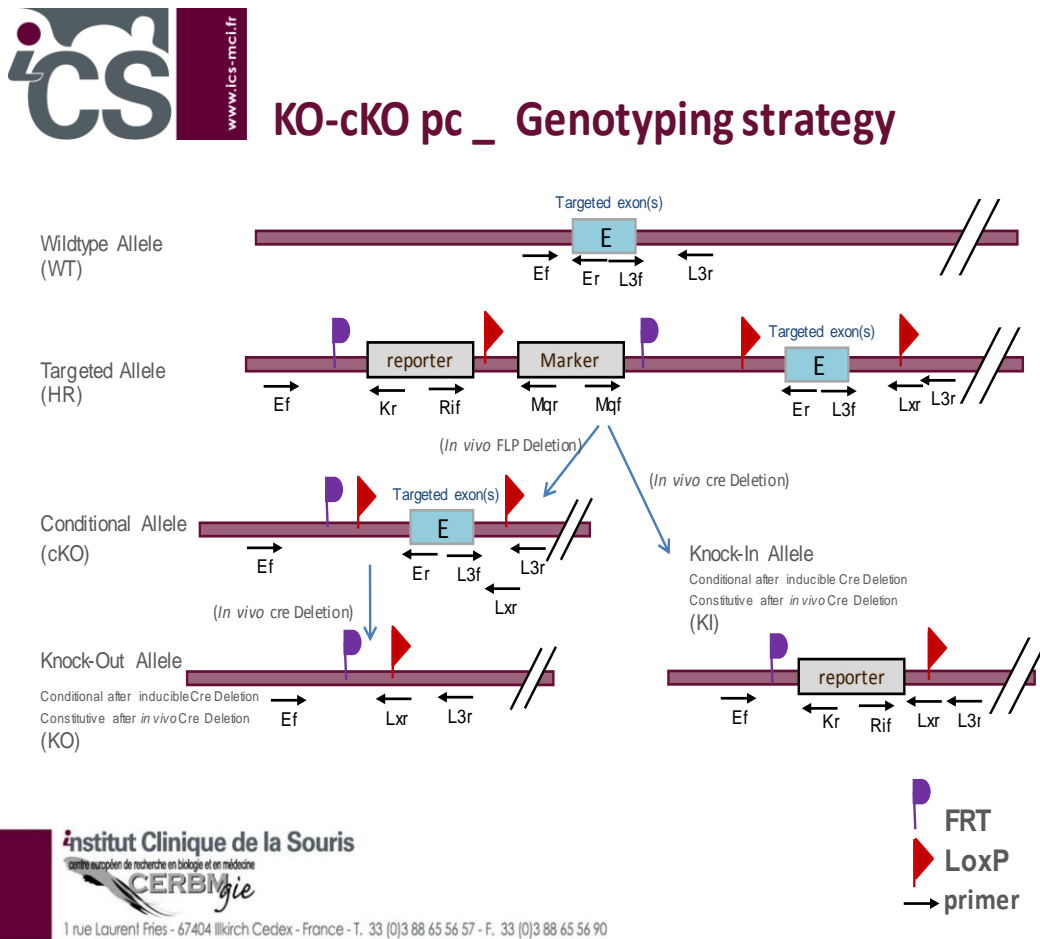 iCS
www.ics-mci.fr
KO-cKO pc _ Genotyping strategy
Targeted exon(s)
Wildtype Allele
(WT)
E
Ef
Er
L3f
L3r
Targeted Allele
(HR)
reporter
Marker
Targeted exon(s)
E
Ef
Kr
Rif
Mqr
Mqf
Er
L3f
Lxr
L3r
(In vivo FLP Deletion)
(In vivo cre Deletion)
Conditional Allele
(cKO)
Targeted exon(s)
E
Ef
Er
L3f
L3r
Lxr
(In vivo cre Deletion)
Knock-In Allele
Conditional after inducible Cre Deletion
Constitutive after in vivo Cre Deletion
(KI)
Knock-Out Allele
Conditional after inducible Cre Deletion
Constitutive after in vivo Cre Deletion
(KO)
Ef
Lxr
L3r
reporter
Ef
Kr
Rif
Lxr
L3r
FRT
LoxP
primer
institut Clinique de la Souris
centre européen de recherche en biologie et en médecine
CERBM gie
1 rue Laurent Fries - 67404 Illkirch Cedex - France - T. 33 (0)3 88 65 56 57 - F. 33 (0)3 88 65 56 90